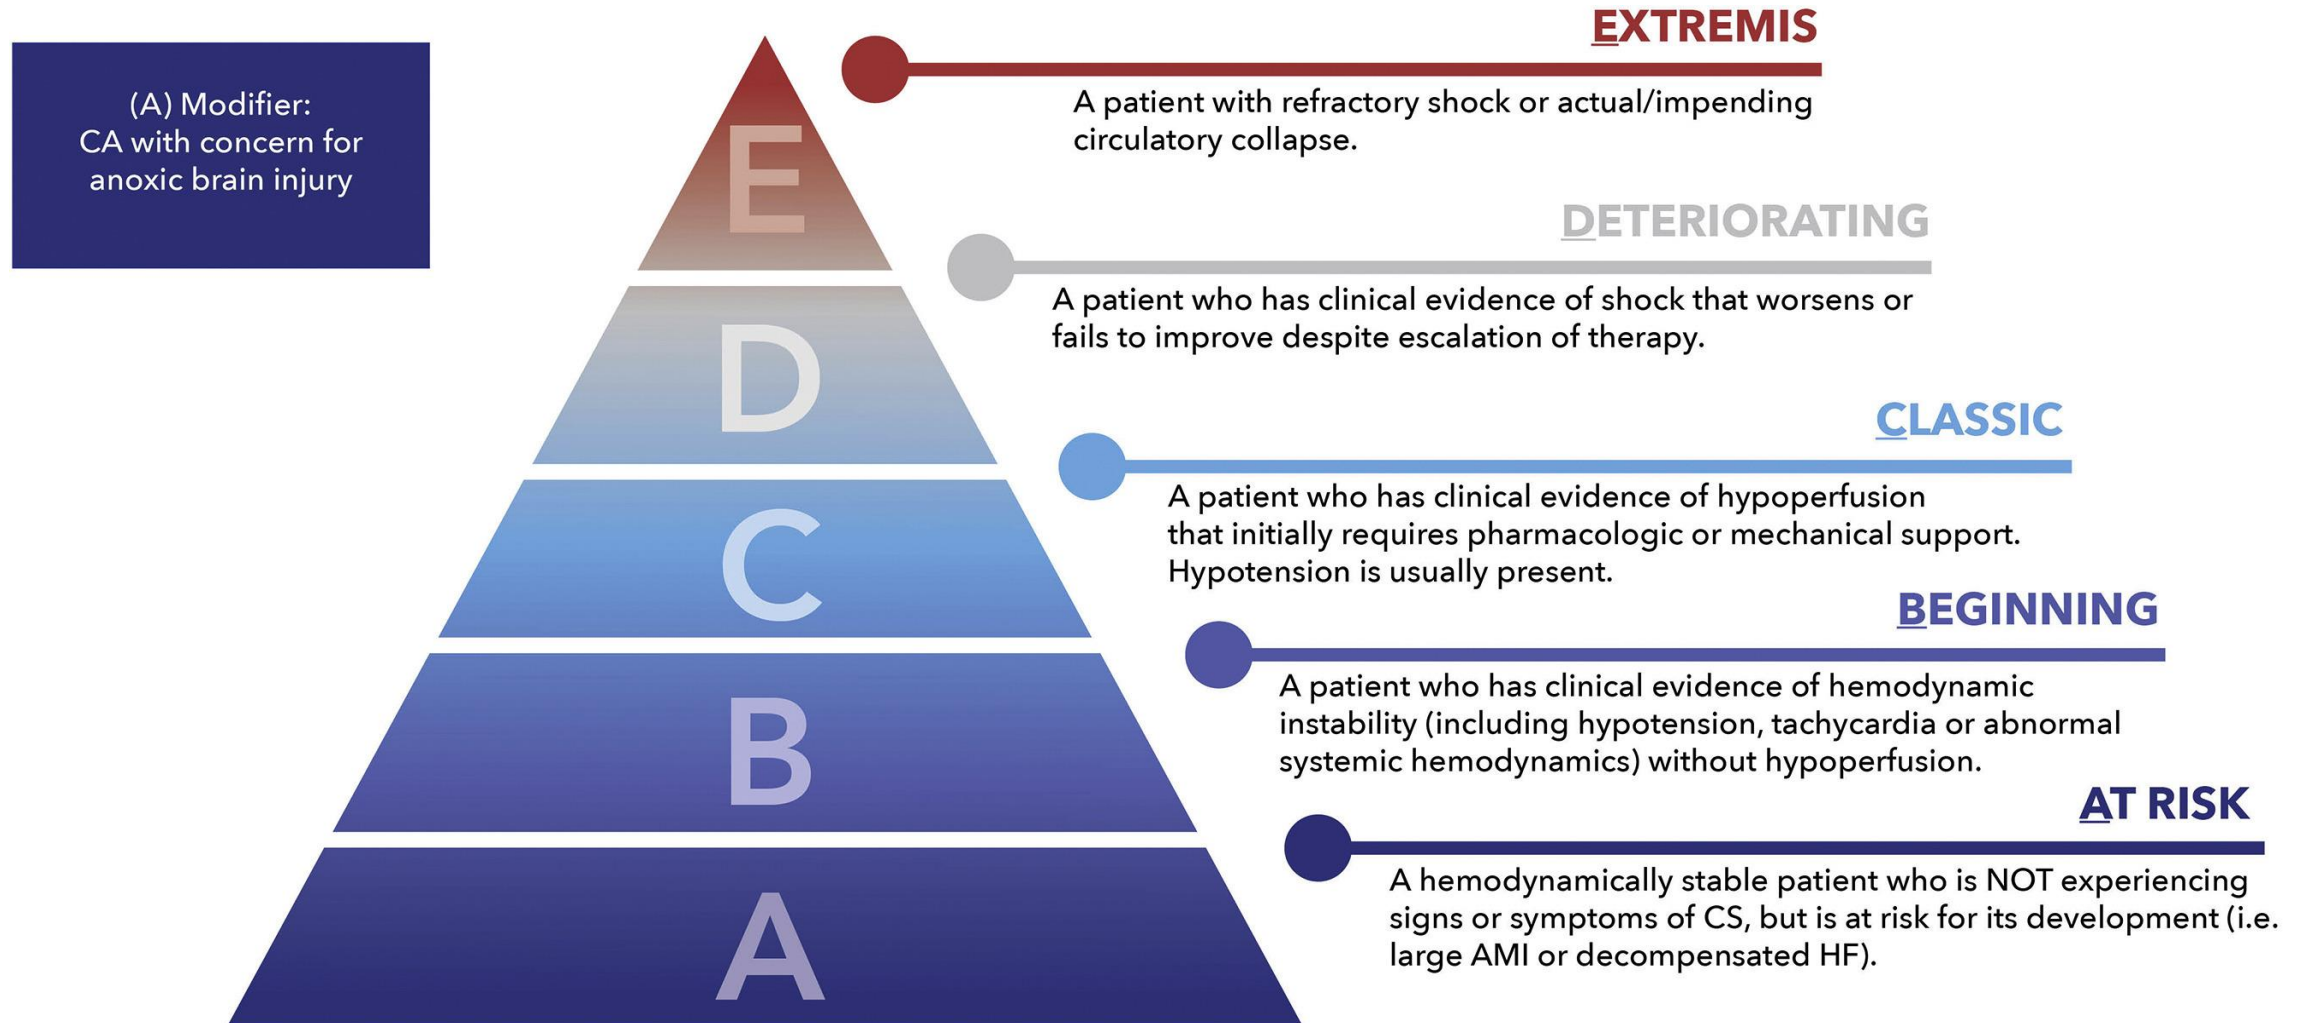 (A) Modifier:
CA with concern for
anoxic brain injury
E
EXTREMIS
A patient with refractory shock or actual/impending
circulatory collapse.
D
DETERIORATING
A patient who has clinical evidence of shock that worsens or
fails to improve despite escalation of therapy.
C
CLASSIC
A patient who has clinical evidence of hypoperfusion
that initially requires pharmacologic or mechanical support.
Hypotension is usually present.
B
BEGINNING
A patient who has clinical evidence of hemodynamic
instability (including hypotension, tachycardia or abnormal
systemic hemodynamics) without hypoperfusion.
A
AT RISK
A hemodynamically stable patient who is NOT experiencing
signs or symptoms of CS, but is at risk for its development (i.e.
large AMI or decompensated HF).